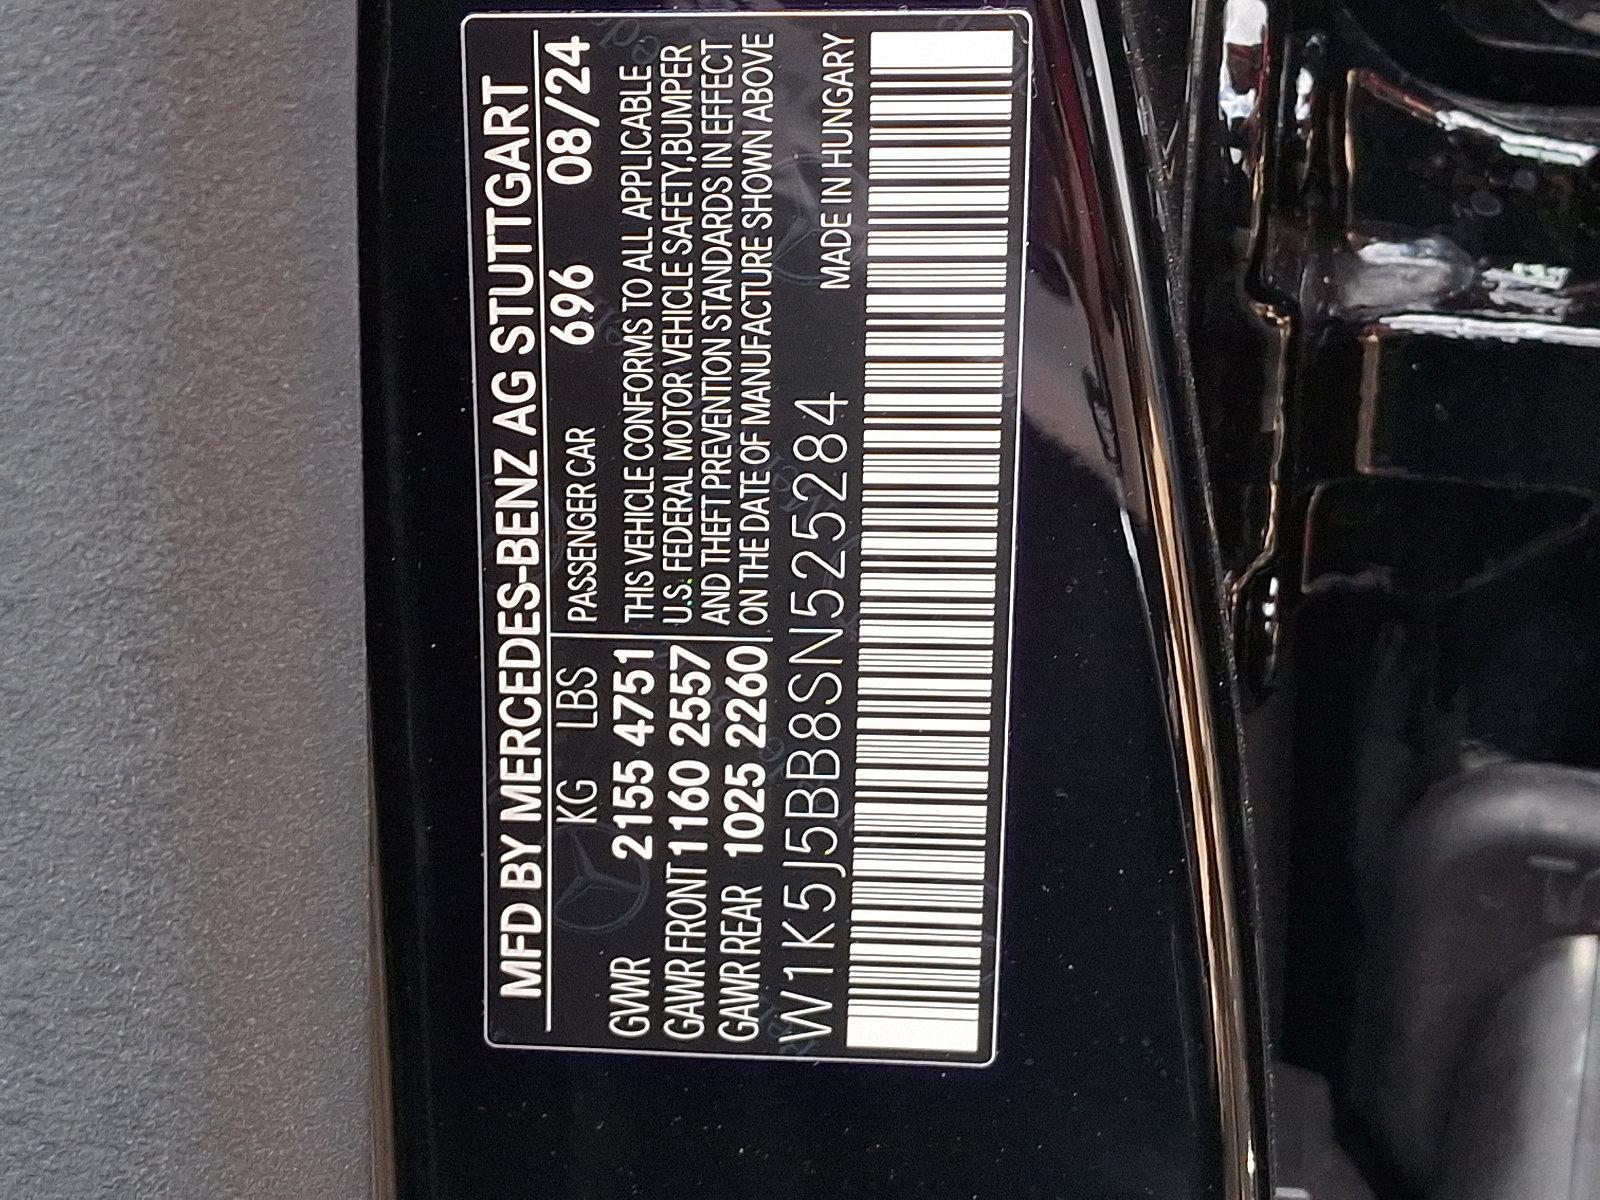 MFD BY MERCEDES-BENZ AG STUTTGART
KG LBS
PASSENGER CAR 696 08/24
GVWR 2155 4751
GAWR FRONT 1160 2557
GAWR REAR 1025 2260
THIS VEHICLE CONFORMS TO ALL APPLICABLE
U.S. FEDERAL MOTOR VEHICLE SAFETY,BUMPER
AND THEFT PREVENTION STANDARDS IN EFFECT
ON THE DATE OF MANUFACTURE SHOWN ABOVE
W1K5J5BB8SN525284 MADE IN HUNGARY